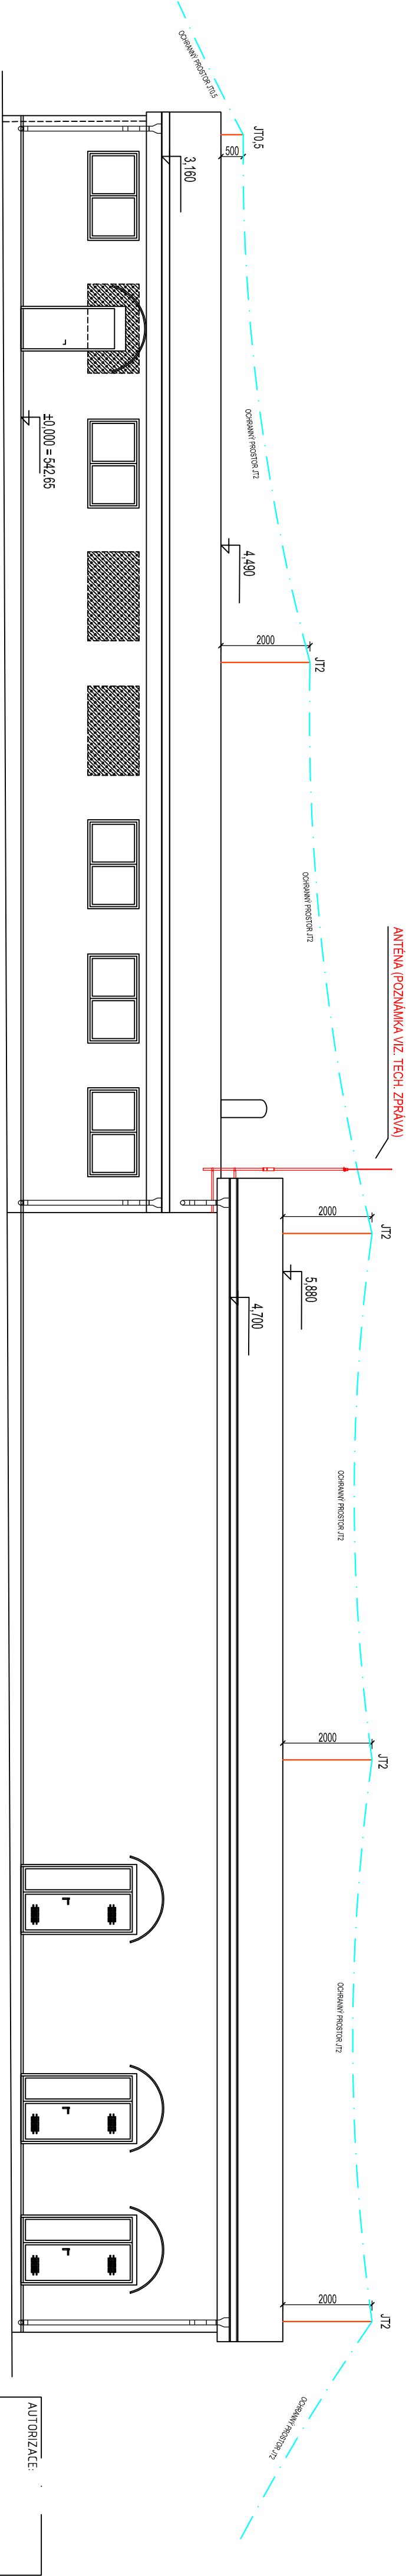 OCHRANNÝ PROSTOR JT0,5
JT0,5
500
3,160
OCHRANNÝ PROSTOR JT2
±0,000 = 542,65
4,490
2000
JT2
OCHRANNÝ PROSTOR JT2
ANTÉNA (POZNÁMKA VIZ. TECH. ZPRÁVA)
2000
JT2
5,880
4,700
OCHRANNÝ PROSTOR JT2
2000
JT2
OCHRANNÝ PROSTOR JT2
2000
JT2
OCHRANNÝ PROSTOR JT2
AUTORIZACE: